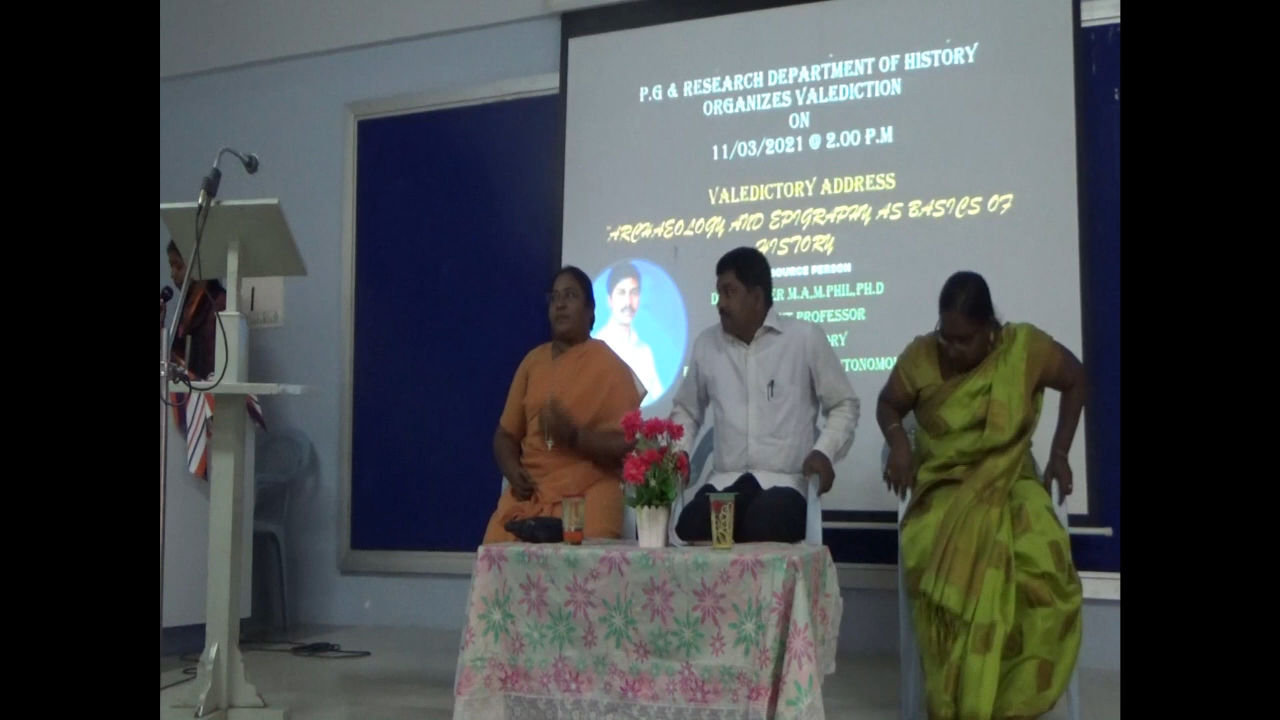 P.G & RESEARCH DEPARTMENT OF HISTORY
ORGANIZES VALEDICTION
ON
11/03/2021 @ 2.00 P.M
VALEDICTORY ADDRESS
"ARCHAEOLOGY AND EPIGRAPHY AS BASICS OF
HISTORY
PERSON
M.A,M.PHIL,PH.D
PROFESSOR